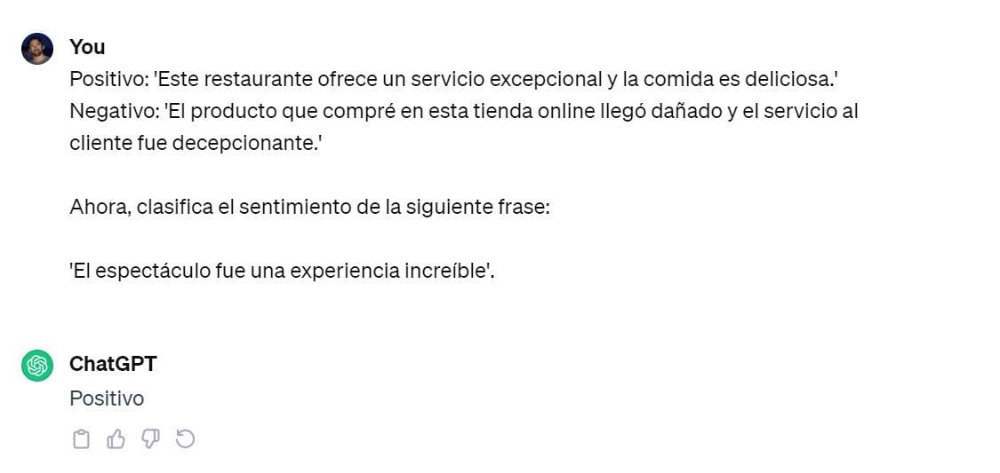 You
Positivo: 'Este restaurante ofrece un servicio excepcional y la comida es deliciosa.'
Negativo: 'El producto que compré en esta tienda online llegó dañado y el servicio al
cliente fue decepcionante.'
Ahora, clasifica el sentimiento de la siguiente frase:
'El espectáculo fue una experiencia increíble'.
ChatGPT
Positivo